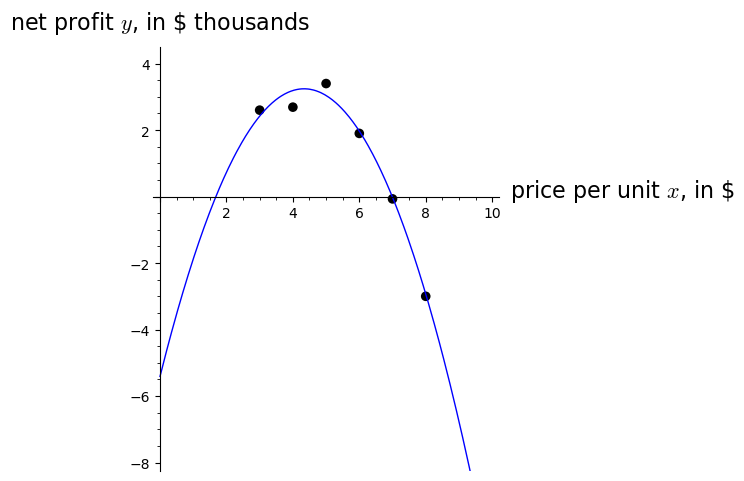 net profit y, in $ thousands
4
2
price per unit x, in $
2 4 6 8 10
−2
−4
−6
−8